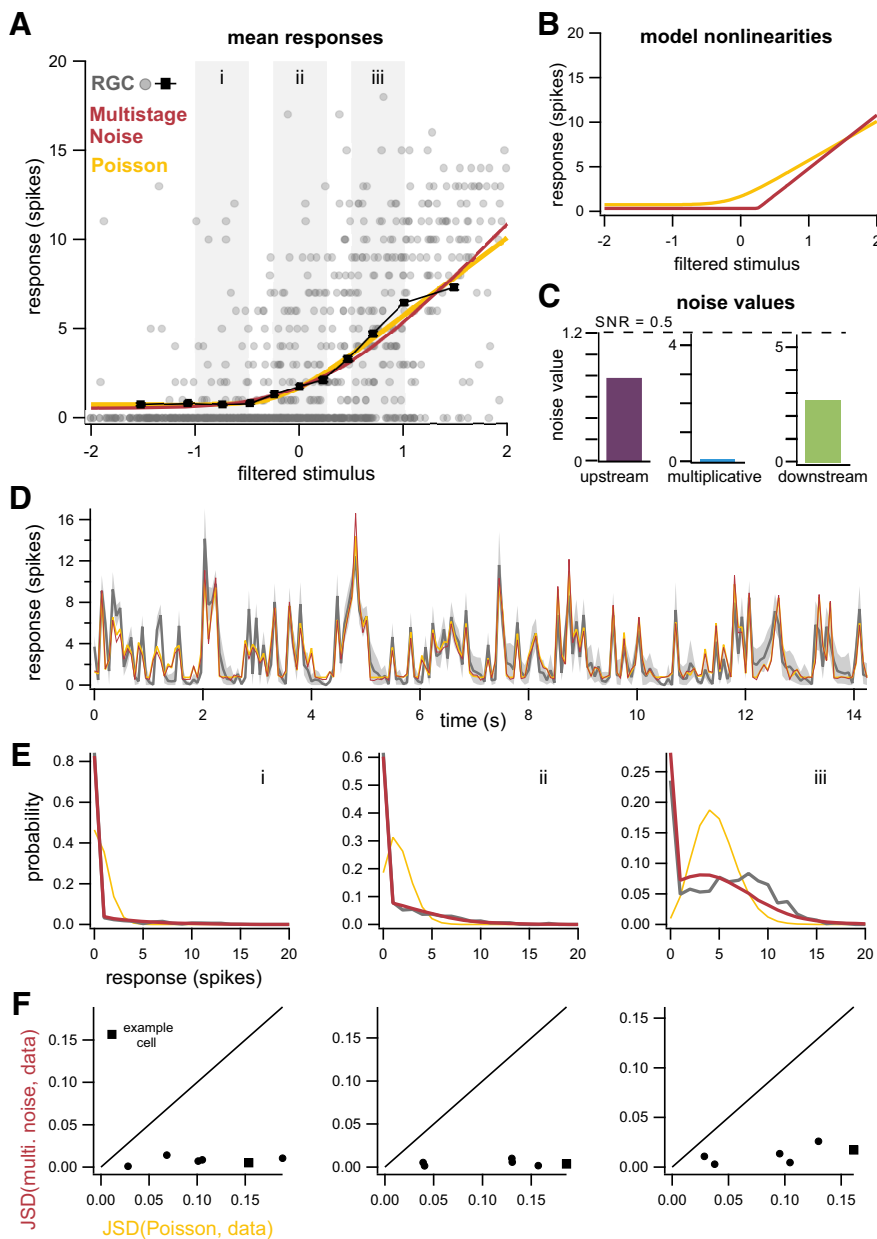 A
mean responses
20
15
10
5
0
response (spikes)
i
ii
iii
RGC
Multistage
Noise
Poisson
-2
-1
0
1
2
filtered stimulus
B
model nonlinearities
20
15
10
5
0
response (spikes)
-2
-1
0
1
2
filtered stimulus
C
noise values
SNR = 0.5
1.2
0
noise value
4
0
5
0
upstream
multiplicative
downstream
D
16
12
8
4
0
response (spikes)
0
2
4
6
8
10
12
14
time (s)
E
0.8
0.6
0.4
0.2
0.0
probability
i
0
5
10
15
20
response (spikes)
0.6
0.5
0.4
0.3
0.2
0.1
0.0
ii
0
5
10
15
20
0.25
0.20
0.15
0.10
0.05
0.00
iii
0
5
10
15
20
F
0.15
0.10
0.05
0.00
JSD(multi. noise, data)
example
cell
0.00
0.05
0.10
0.15
JSD(Poisson, data)
0.15
0.10
0.05
0.00
0.00
0.05
0.10
0.15
0.15
0.10
0.05
0.00
0.00
0.05
0.10
0.15